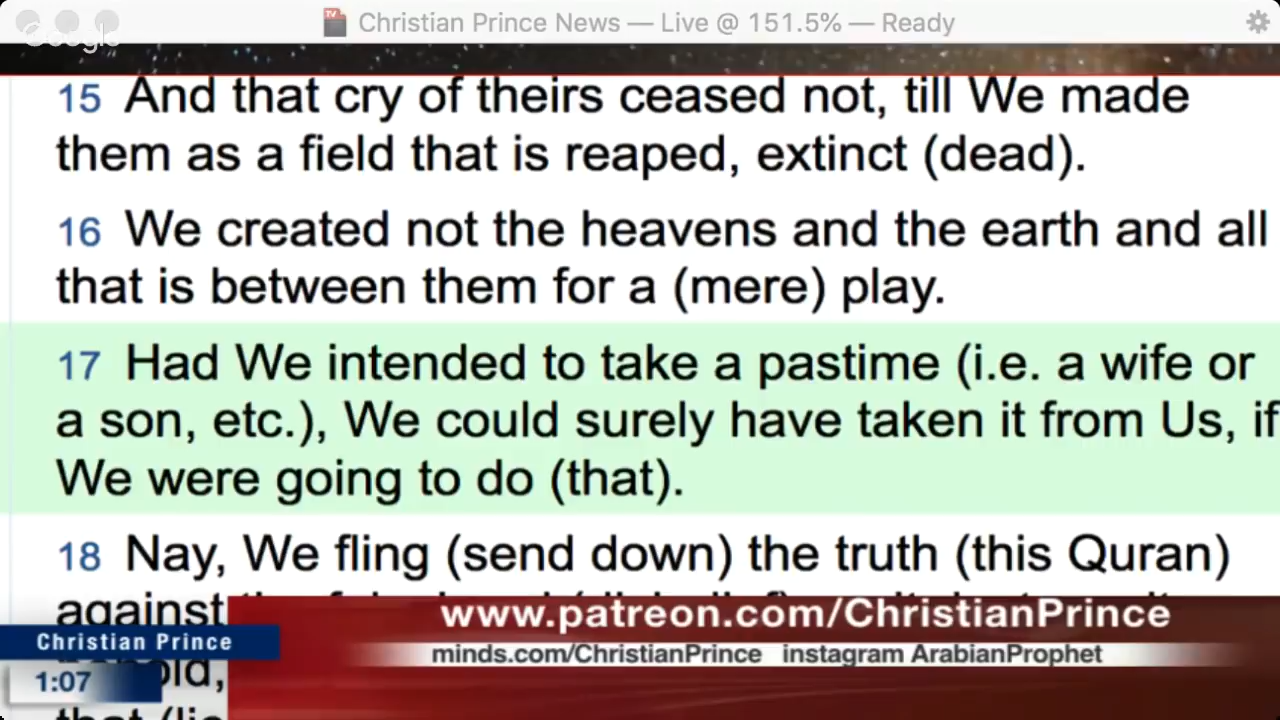 Christian Prince News — Live @ 151.5% — Ready
Google
15 And that cry of theirs ceased not, till We made
them as a field that is reaped, extinct (dead).
16 We created not the heavens and the earth and all
that is between them for a (mere) play.
17 Had We intended to take a pastime (i.e. a wife or
a son, etc.), We could surely have taken it from Us, if
We were going to do (that).
18 Nay, We fling (send down) the truth (this Quran)
against
www.patreon.com/ChristianPrince
Christian Prince
minds.com/ChristianPrince instagram ArabianProphet
1:07
that